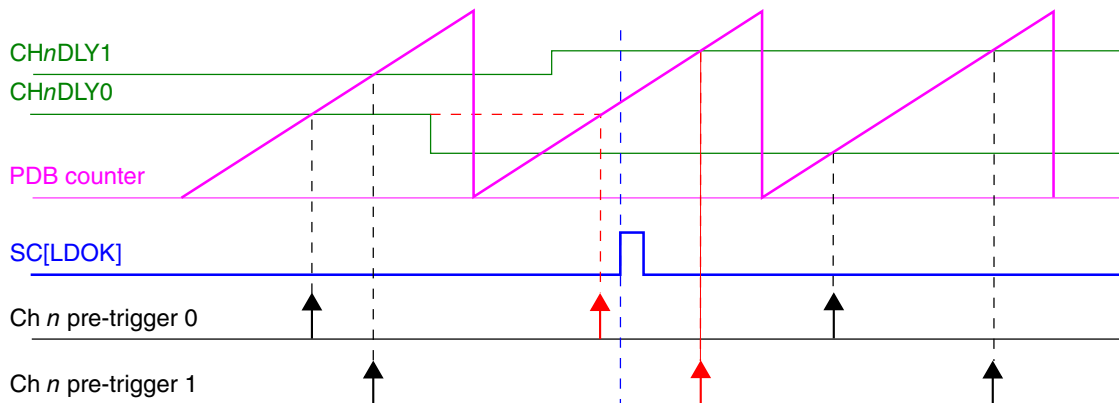 CHnDLY1
CHnDLY0
PDB counter
SC[LDOK]
Ch n pre-trigger 0
Ch n pre-trigger 1